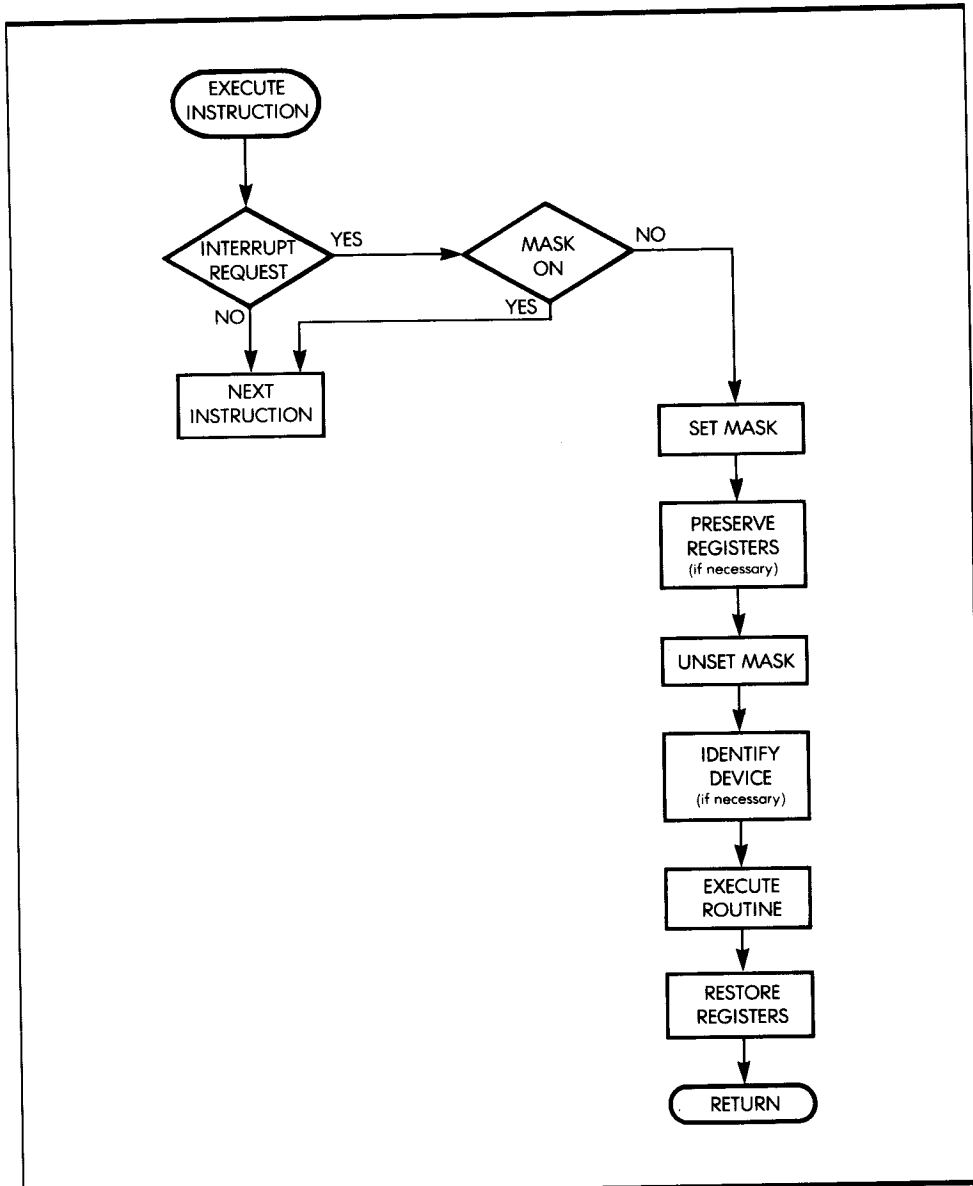 EXECUTE
INSTRUCTION
INTERRUPT
REQUEST
YES
MASK
ON
NO
NO
YES
NEXT
INSTRUCTION
SET MASK
PRESERVE
REGISTERS
(if necessary)
UNSET MASK
IDENTIFY
DEVICE
(if necessary)
EXECUTE
ROUTINE
RESTORE
REGISTERS
RETURN